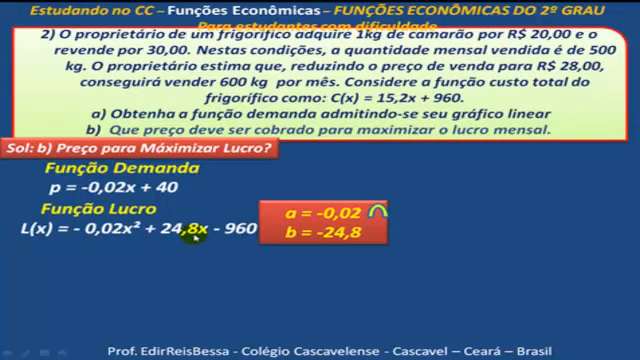 Estudando no CC – Funções Econômicas – FUNÇÕES ECONÔMICAS DO 2º GRAU
Para estudantes com dificuldade
2) O proprietário de um frigorífico adquire 1kg de camarão por R$ 20,00 e o
revende por 30,00. Nestas condições, a quantidade mensal vendida é de 500
kg. O proprietário estima que, reduzindo o preço de venda para R$ 28,00,
conseguirá vender 600 kg por mês. Considere a função custo total do
frigorífico como: C(x) = 15,2x + 960.
a) Obtenha a função demanda admitindo-se seu gráfico linear
b) Que preço deve ser cobrado para maximizar o lucro mensal.
Sol: b) Preço para Máximizar Lucro?
Função Demanda
p = -0,02x + 40
Função Lucro
L(x) = - 0,02x² + 24,8x - 960
a = -0,02
b = -24,8
Prof. EdirReisBessa - Colégio Cascavelense - Cascavel – Ceará – Brasil